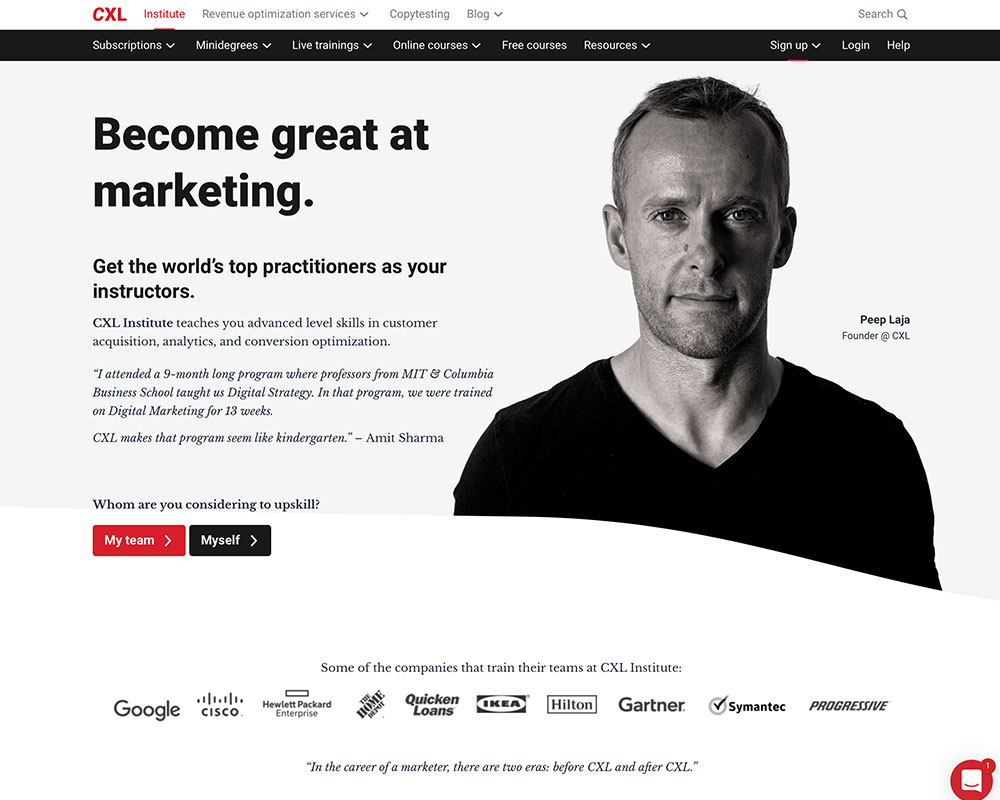 CXL Institute Revenue optimization services Copytesting Blog Search
Subscriptions Minidegrees Live trainings Online courses Free courses Resources Sign up Login Help
Become great at
marketing.
Get the world’s top practitioners as your
instructors.
CXL Institute teaches you advanced level skills in customer
acquisition, analytics, and conversion optimization.
“I attended a 9-month long program where professors from MIT & Columbia
Business School taught us Digital Strategy. In that program, we were trained
on Digital Marketing for 13 weeks.
CXL makes that program seem like kindergarten.” – Amit Sharma
Peep Laja
Founder @ CXL
Whom are you considering to upskill?
My team Myself
Some of the companies that train their teams at CXL Institute:
Google CISCO Hewlett Packard Enterprise THE HOME DEPOT Quicken Loans IKEA Hilton Gartner Symantec PROGRESSIVE
“In the career of a marketer, there are two eras: before CXL and after CXL.”
1